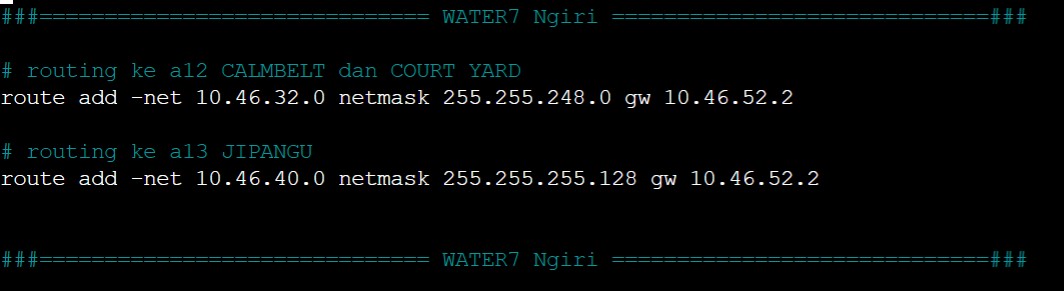 ###============================== WATER7 Ngiri =============================###
# routing ke a12 CALMBELT dan COURT YARD
route add -net 10.46.32.0 netmask 255.255.248.0 gw 10.46.52.2
# routing ke a13 JIPANGU
route add -net 10.46.40.0 netmask 255.255.255.128 gw 10.46.52.2
###============================== WATER7 Ngiri =============================###